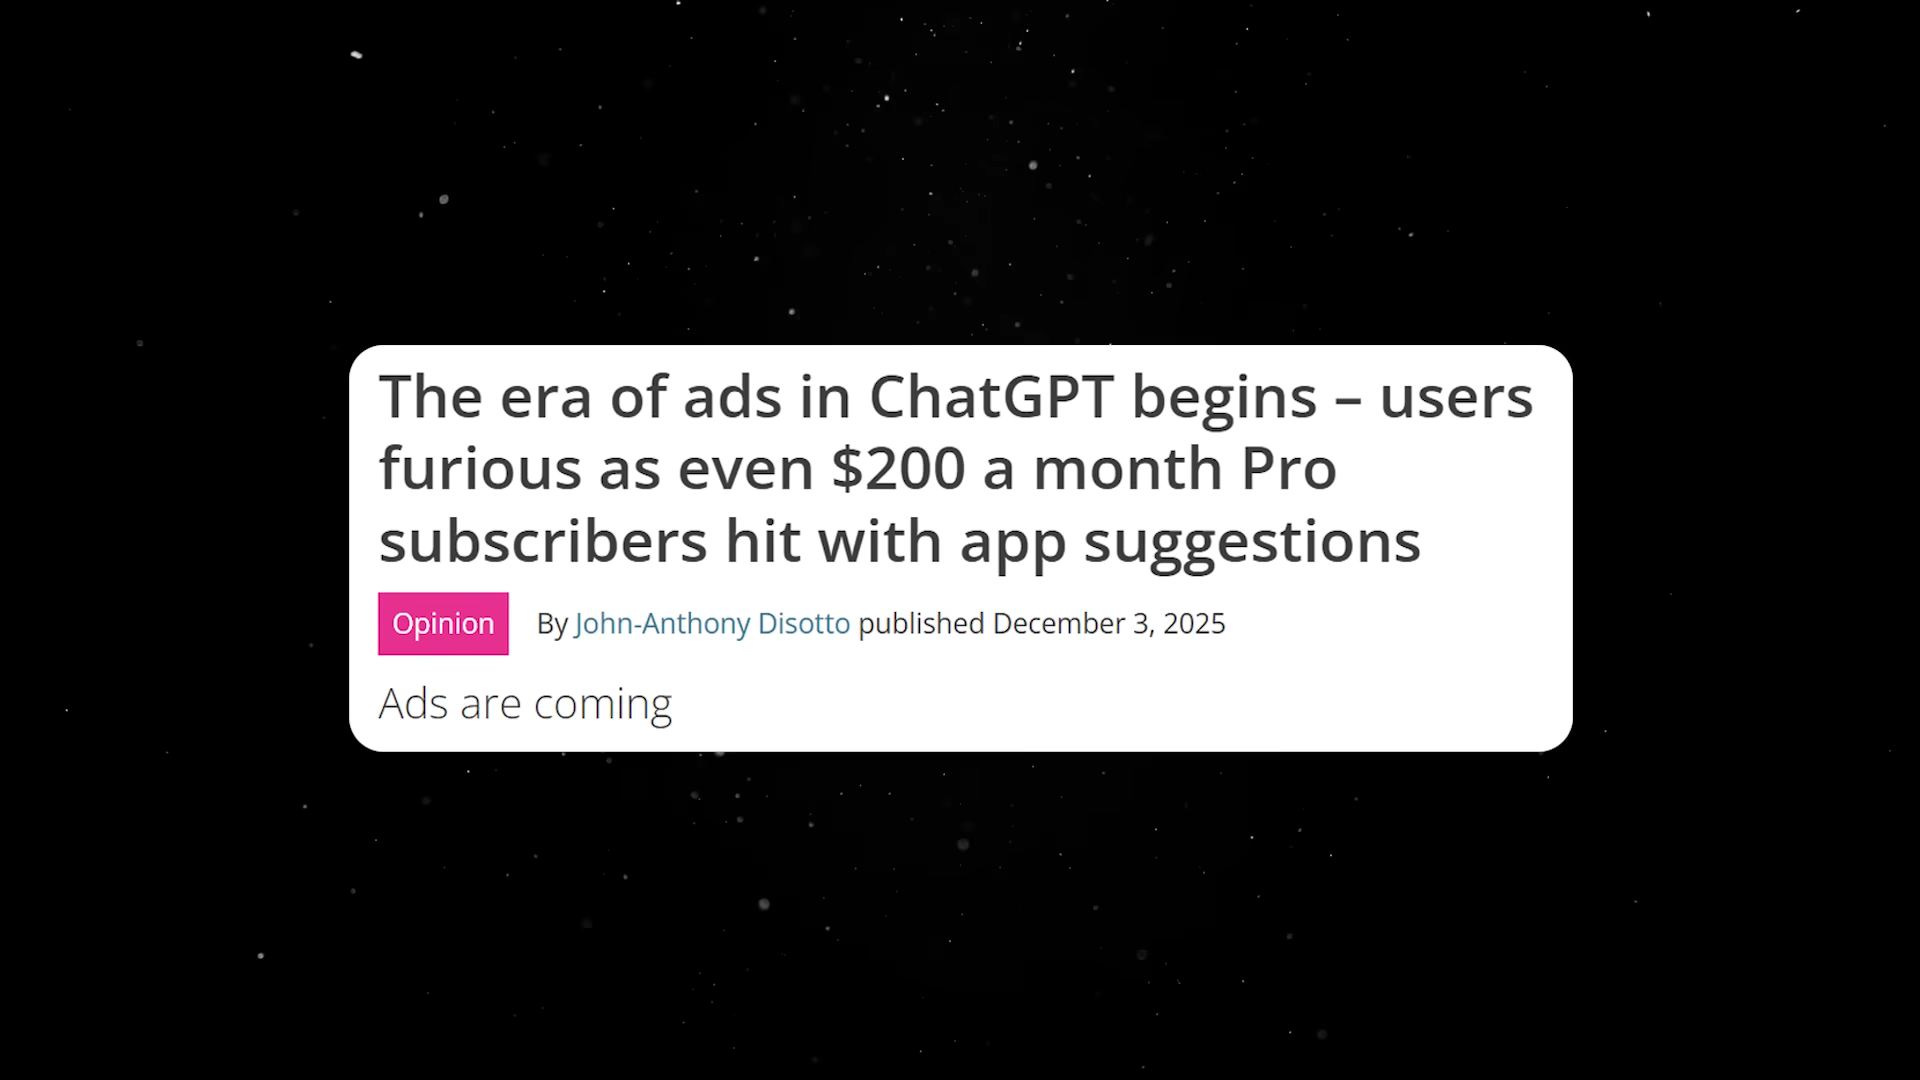 The era of ads in ChatGPT begins – users
furious as even $200 a month Pro
subscribers hit with app suggestions
Opinion By John-Anthony Disotto published December 3, 2025
Ads are coming